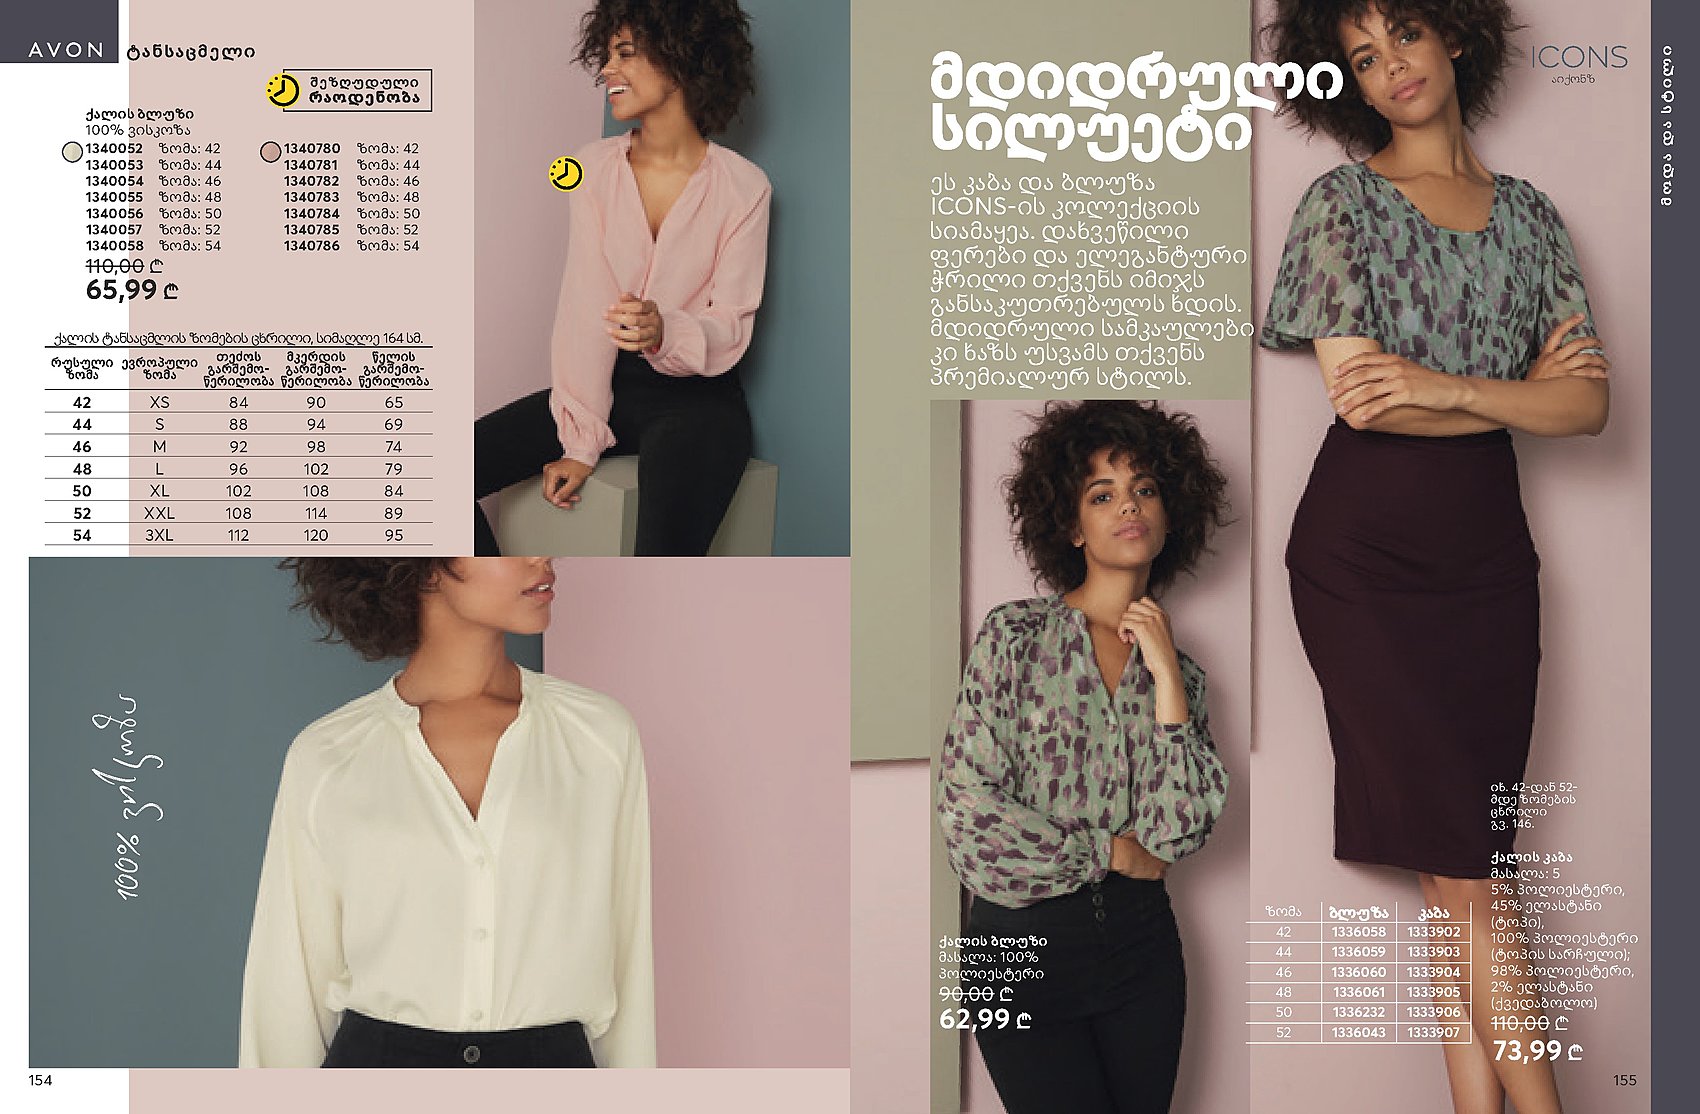 AVON ტანსაცმელი
შეზღუდული
რაოდენობა
ქალის ბლუზი
100% ვისკოზა
1340052 ზომა: 42
1340053 ზომა: 44
1340054 ზომა: 46
1340055 ზომა: 48
1340056 ზომა: 50
1340057 ზომა: 52
1340058 ზომა: 54
1340780 ზომა: 42
1340781 ზომა: 44
1340782 ზომა: 46
1340783 ზომა: 48
1340784 ზომა: 50
1340785 ზომა: 52
1340786 ზომა: 54
110,00 ₾
65,99 ₾
ქალის ტანსაცმლის ზომების ცხრილი, სიმაღლე 164 სმ.
რუსული ზომა ევროპული ზომა თეძოს გარშემო-წერილობა მკერდის გარშემო-წერილობა წელის გარშემო-წერილობა
42 XS 84 90 65
44 S 88 94 69
46 M 92 98 74
48 L 96 102 79
50 XL 102 108 84
52 XXL 108 114 89
54 3XL 112 120 95
100% ვისკოზა
154
მდიდრული
სილუეტი
ეს კაბა და ბლუზა
ICONS-ის კოლექციის
სიამაყეა. დახვეწილი
ფერები და ელეგანტური
ჭრილი თქვენს იმიჯს
განსაკუთრებულს ხდის.
მდიდრული სამკაულები
კი ხაზს უსვამს თქვენს
პრემიალურ სტილს.
ICONS
აიქონზ
მოდა და სტილი
ქალის ბლუზი
მასალა: 100%
პოლიესტერი
90,00 ₾
62,99 ₾
ზომა ბლუზა კაბა
42 1336058 1333902
44 1336059 1333903
46 1336060 1333904
48 1336061 1333905
50 1336232 1333906
52 1336043 1333907
იხ. 42-დან 52-
მდე ზომების
ცხრილი
გვ. 146.
ქალის კაბა
მასალა: 5
5% პოლიესტერი,
45% ელასტანი
(ტოპი),
100% პოლიესტერი
(ტოპის სარჩული);
98% პოლიესტერი,
2% ელასტანი
(ქვედაბოლო)
110,00 ₾
73,99 ₾
155